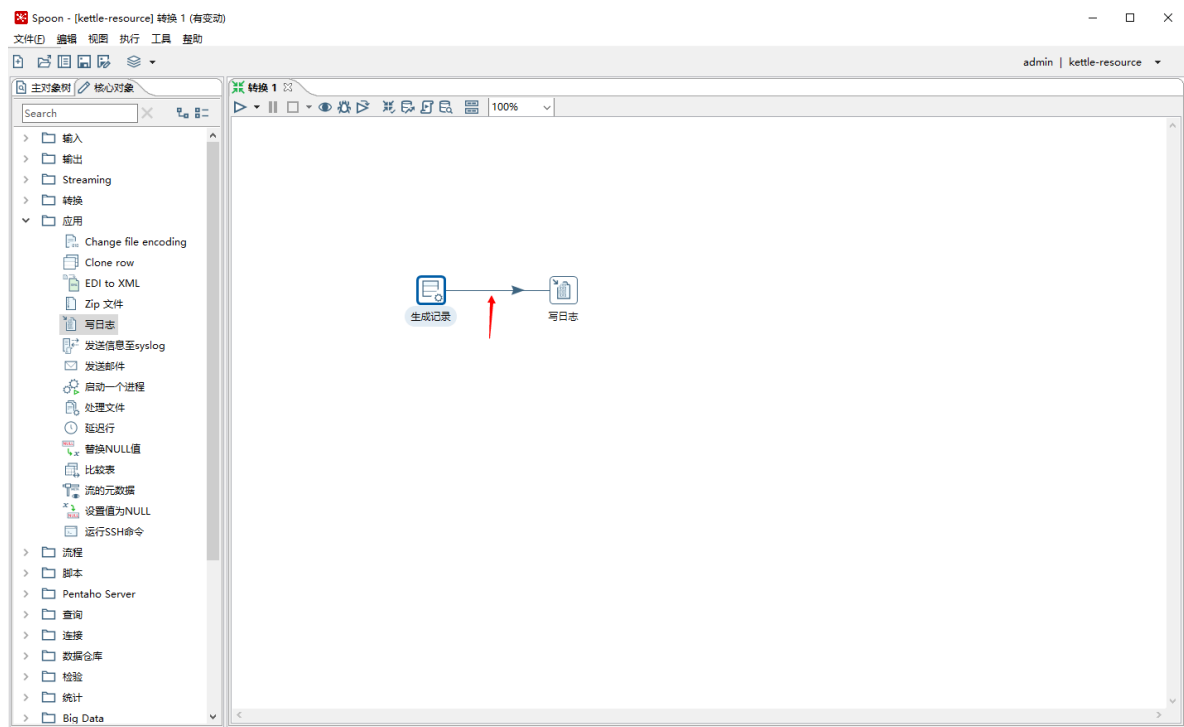 Spoon - [kettle-resource] 转换 1 (有变动)
文件(F) 编辑 视图 执行 工具 帮助
admin | kettle-resource
主对象树 核心对象
转换 1
Search
100%
输入
输出
Streaming
转换
应用
Change file encoding
Clone row
EDI to XML
Zip 文件
写日志
发送信息至syslog
发送邮件
启动一个进程
处理文件
延迟行
替换NULL值
比较表
流的元数据
设置值为NULL
运行SSH命令
流程
脚本
Pentaho Server
查询
连接
数据仓库
检验
统计
Big Data
生成记录
写日志